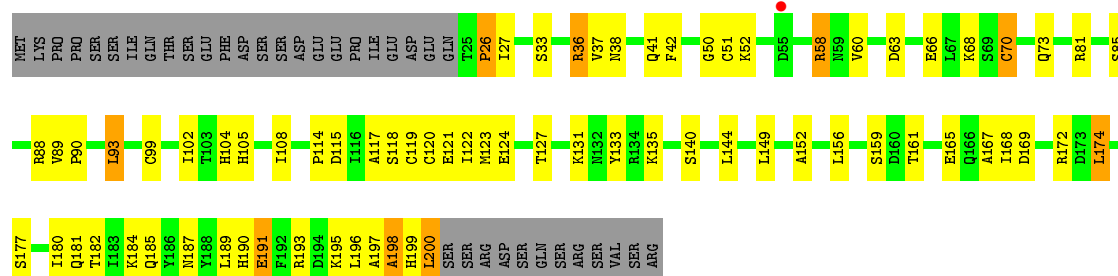 MET LYS PRO PRO SER SER ILE GLN THR SER GLU PHE ASP SER SER ASP GLU GLU PRO ILE GLU ASP GLU GLN T25 P26 I27 S33 R36 V37 N38 Q41 F42 G50 C51 K52 D55 R58 N59 V60 D63 E66 L67 K68 S69 C70 Q73 R81 S85
R88 V89 P90 L93 C99 I102 T103 H104 H105 I108 P114 D115 I116 A117 S118 C119 C120 E121 I122 M123 E124 T127 K131 N132 Y133 R134 K135 S140 L144 L149 A152 L156 S159 D160 T161 E165 Q166 A167 I168 D169 R172 D173 L174
S177 I180 Q181 T182 I183 K184 Q185 Y186 N187 Y188 L189 H190 E191 F192 R193 D194 K195 L196 A197 A198 H199 L200 SER SER ARG ASP SER GLN SER ARG SER VAL SER ARG